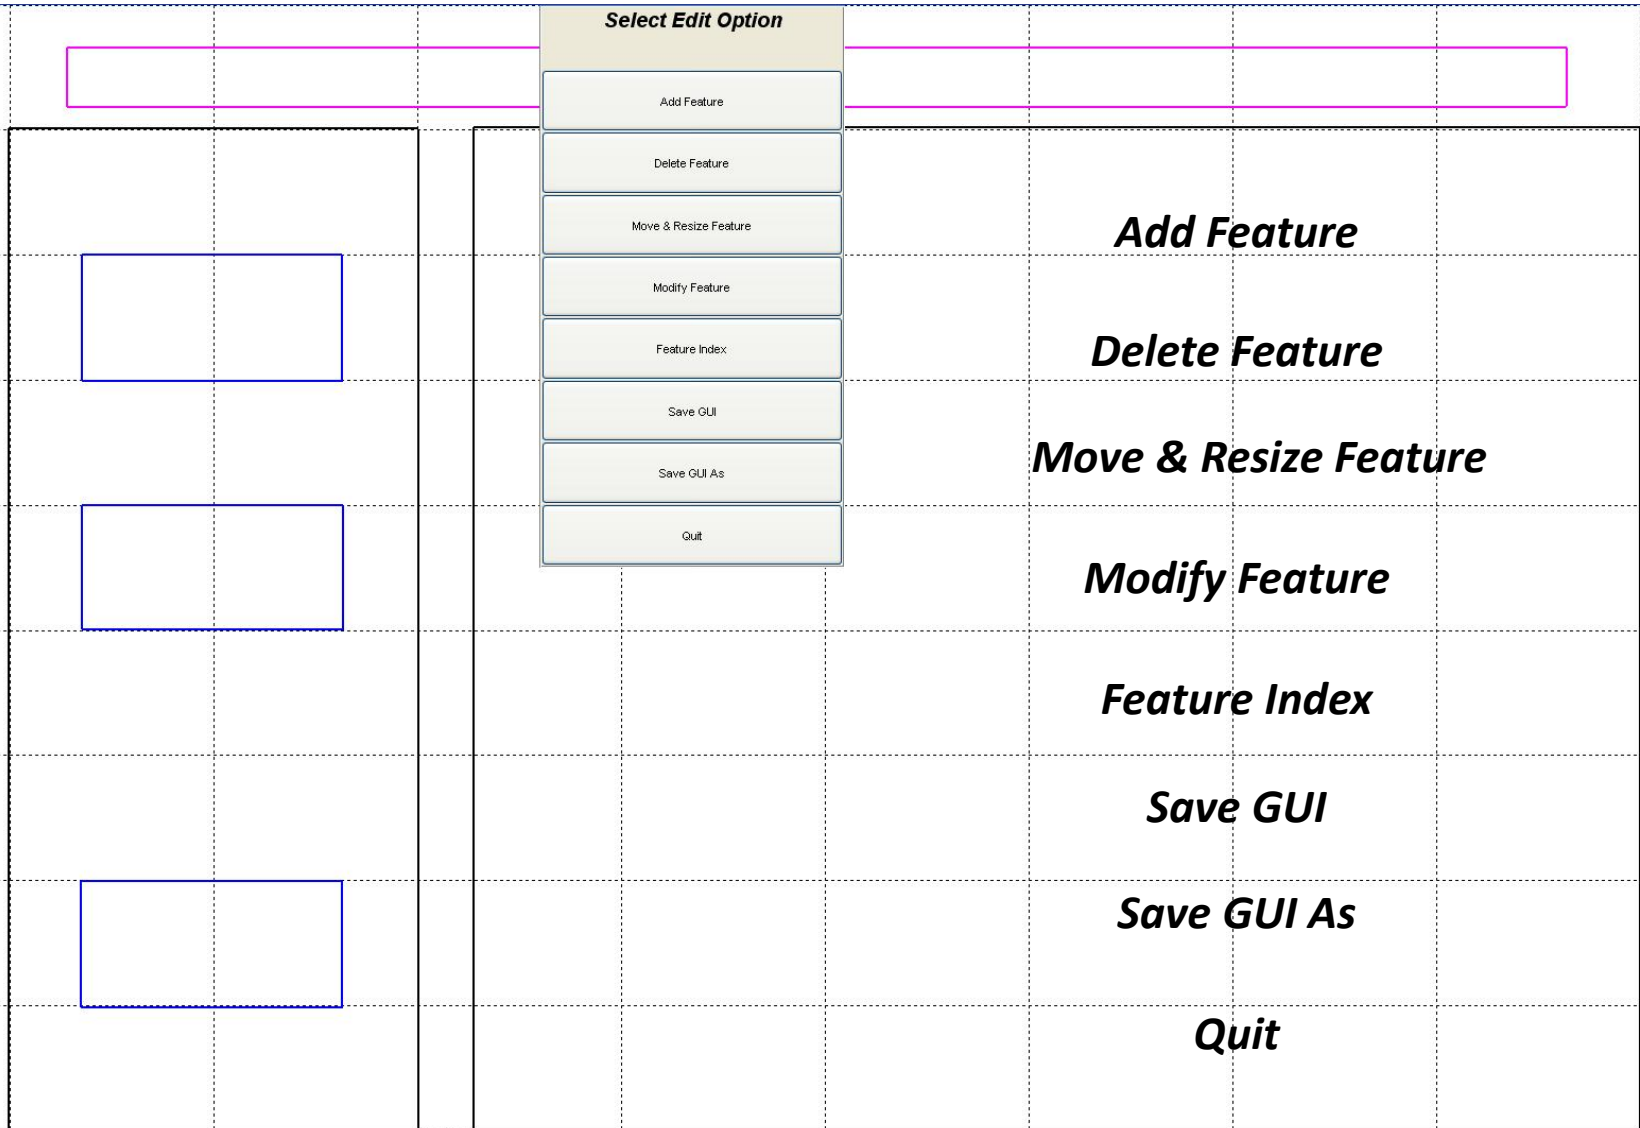 Select Edit Option
Add Feature
Delete Feature
Move & Resize Feature
Modify Feature
Feature Index
Save GUI
Save GUI As
Quit
Add Feature
Delete Feature
Move & Resize Feature
Modify Feature
Feature Index
Save GUI
Save GUI As
Quit